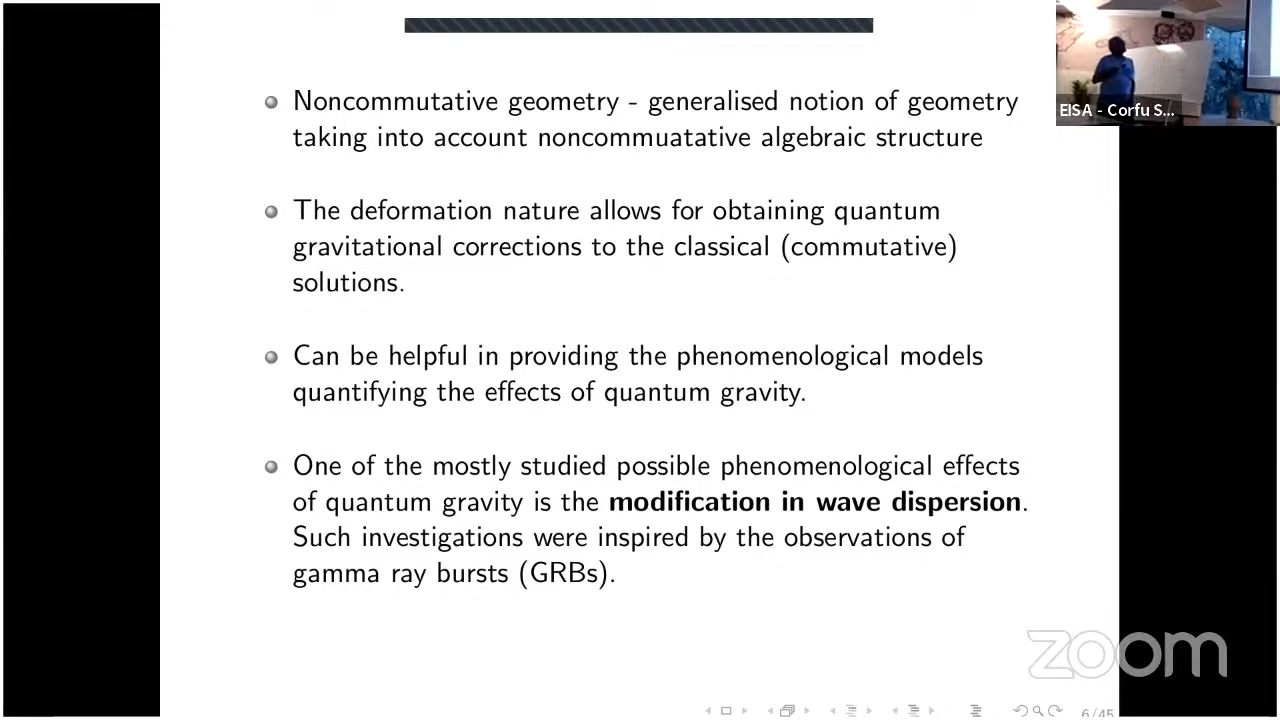 Noncommutative geometry - generalised notion of geometry
taking into account noncommuatative algebraic structure
The deformation nature allows for obtaining quantum
gravitational corrections to the classical (commutative)
solutions.
Can be helpful in providing the phenomenological models
quantifying the effects of quantum gravity.
One of the mostly studied possible phenomenological effects
of quantum gravity is the modification in wave dispersion.
Such investigations were inspired by the observations of
gamma ray bursts (GRBs).
EISA - Corfu S...
zoom
6/45